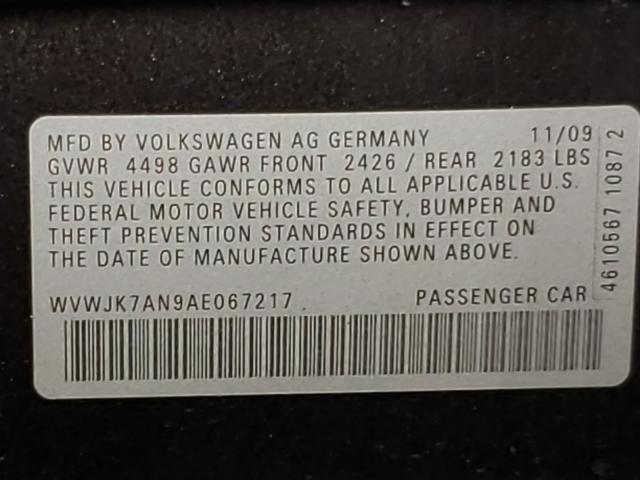 MFD BY VOLKSWAGEN AG GERMANY 11/09
GVWR 4498 GAWR FRONT 2426 / REAR 2183 LBS
THIS VEHICLE CONFORMS TO ALL APPLICABLE U.S.
FEDERAL MOTOR VEHICLE SAFETY, BUMPER AND
THEFT PREVENTION STANDARDS IN EFFECT ON
THE DATE OF MANUFACTURE SHOWN ABOVE.
WVWJK7AN9AE067217 PASSENGER CAR
4610567 1087 2